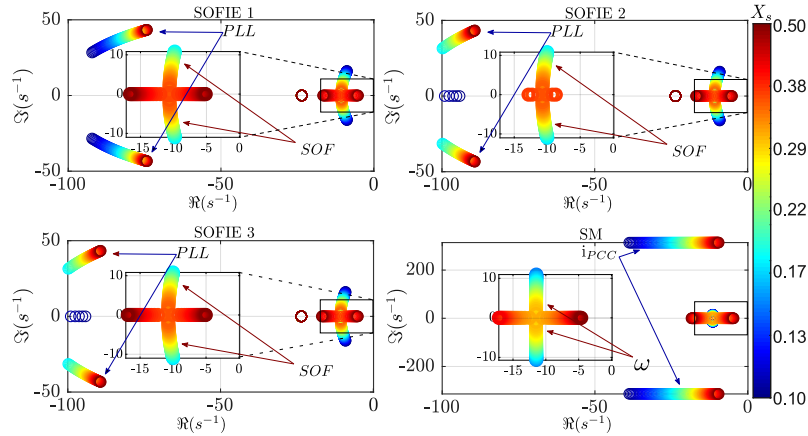 SOFIE 1
50
0
-50
-100
-50
0
ℑ(s⁻¹)
ℜ(s⁻¹)
PLL
SOF
10
0
-10
-15
-10
-5
0
SOFIE 2
50
0
-50
-100
-50
0
ℑ(s⁻¹)
ℜ(s⁻¹)
PLL
SOF
10
0
-10
-15
-10
-5
0
SOFIE 3
50
0
-50
-100
-50
0
ℑ(s⁻¹)
ℜ(s⁻¹)
PLL
SOF
10
0
-10
-15
-10
-5
0
SM
200
0
-200
-100
-50
0
ℑ(s⁻¹)
ℜ(s⁻¹)
i_PCC
ω
10
0
-10
-15
-10
-5
0
X_s
0.50
0.38
0.29
0.22
0.17
0.13
0.10